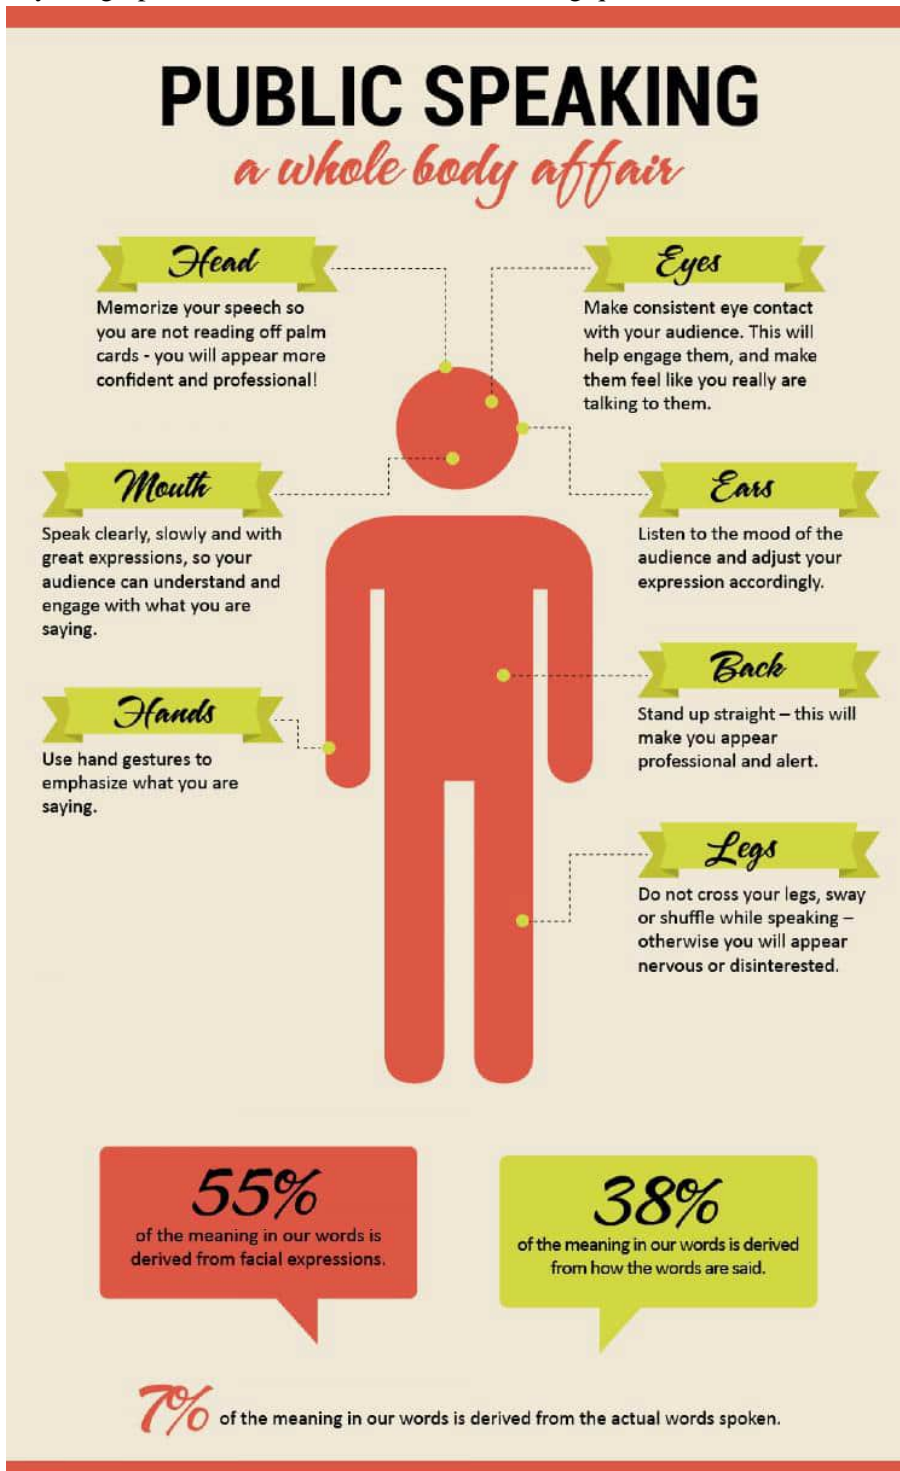 PUBLIC SPEAKING
a whole body affair
Head
Memorize your speech so
you are not reading off palm
cards - you will appear more
confident and professional!
Eyes
Make consistent eye contact
with your audience. This will
help engage them, and make
them feel like you really are
talking to them.
Mouth
Speak clearly, slowly and with
great expressions, so your
audience can understand and
engage with what you are
saying.
Ears
Listen to the mood of the
audience and adjust your
expression accordingly.
Hands
Use hand gestures to
emphasize what you are
saying.
Back
Stand up straight – this will
make you appear
professional and alert.
Legs
Do not cross your legs, sway
or shuffle while speaking –
otherwise you will appear
nervous or disinterested.
55%
of the meaning in our words is
derived from facial expressions.
38%
of the meaning in our words is derived
from how the words are said.
7% of the meaning in our words is derived from the actual words spoken.